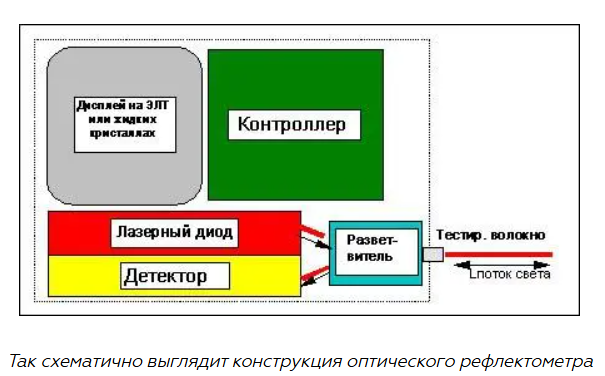 Дисплей на ЭЛТ
или жидких
кристаллах
Контроллер
Лазерный диод
Детектор
Развет-
витель
Тестир. волокно
Lпоток света
Так схематично выглядит конструкция оптического рефлектометра